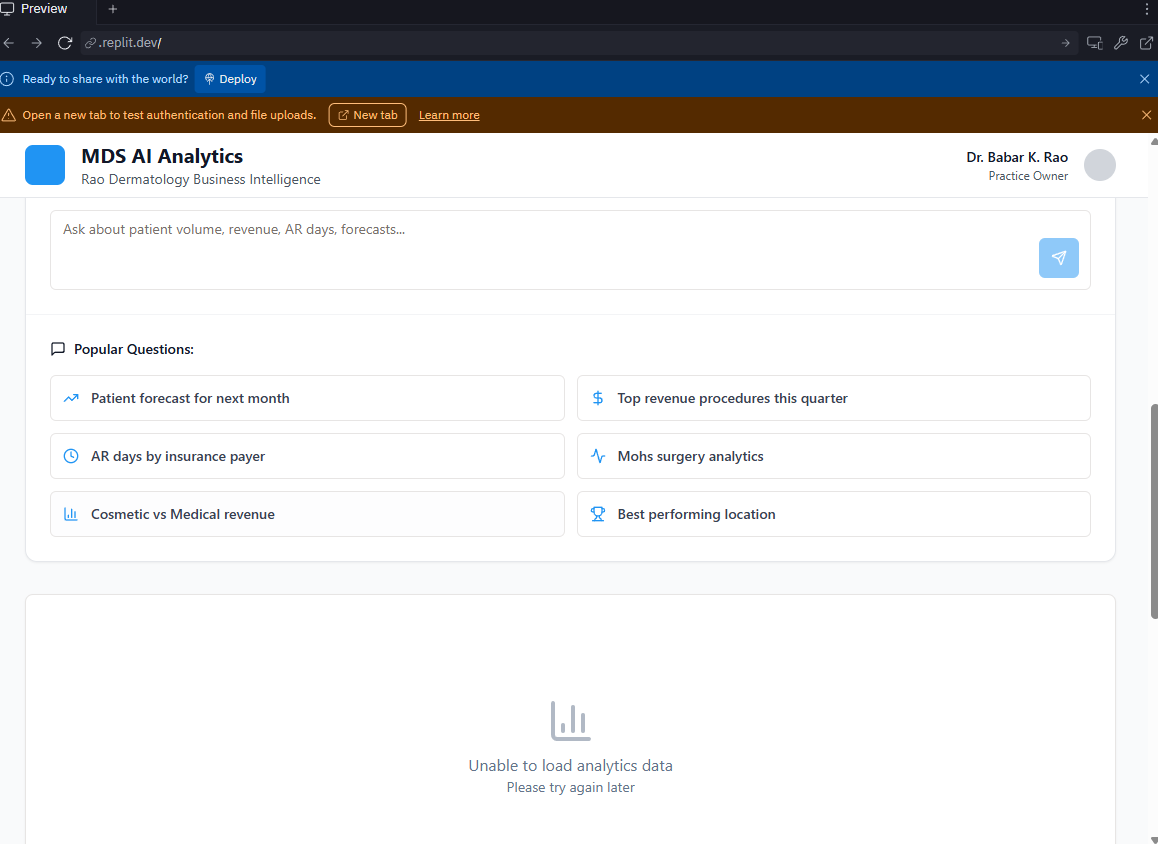 Preview
.replit.dev/
Ready to share with the world? Deploy
Open a new tab to test authentication and file uploads. New tab Learn more
MDS AI Analytics
Rao Dermatology Business Intelligence
Dr. Babar K. Rao
Practice Owner
Ask about patient volume, revenue, AR days, forecasts...
Popular Questions:
Patient forecast for next month
Top revenue procedures this quarter
AR days by insurance payer
Mohs surgery analytics
Cosmetic vs Medical revenue
Best performing location
Unable to load analytics data
Please try again later